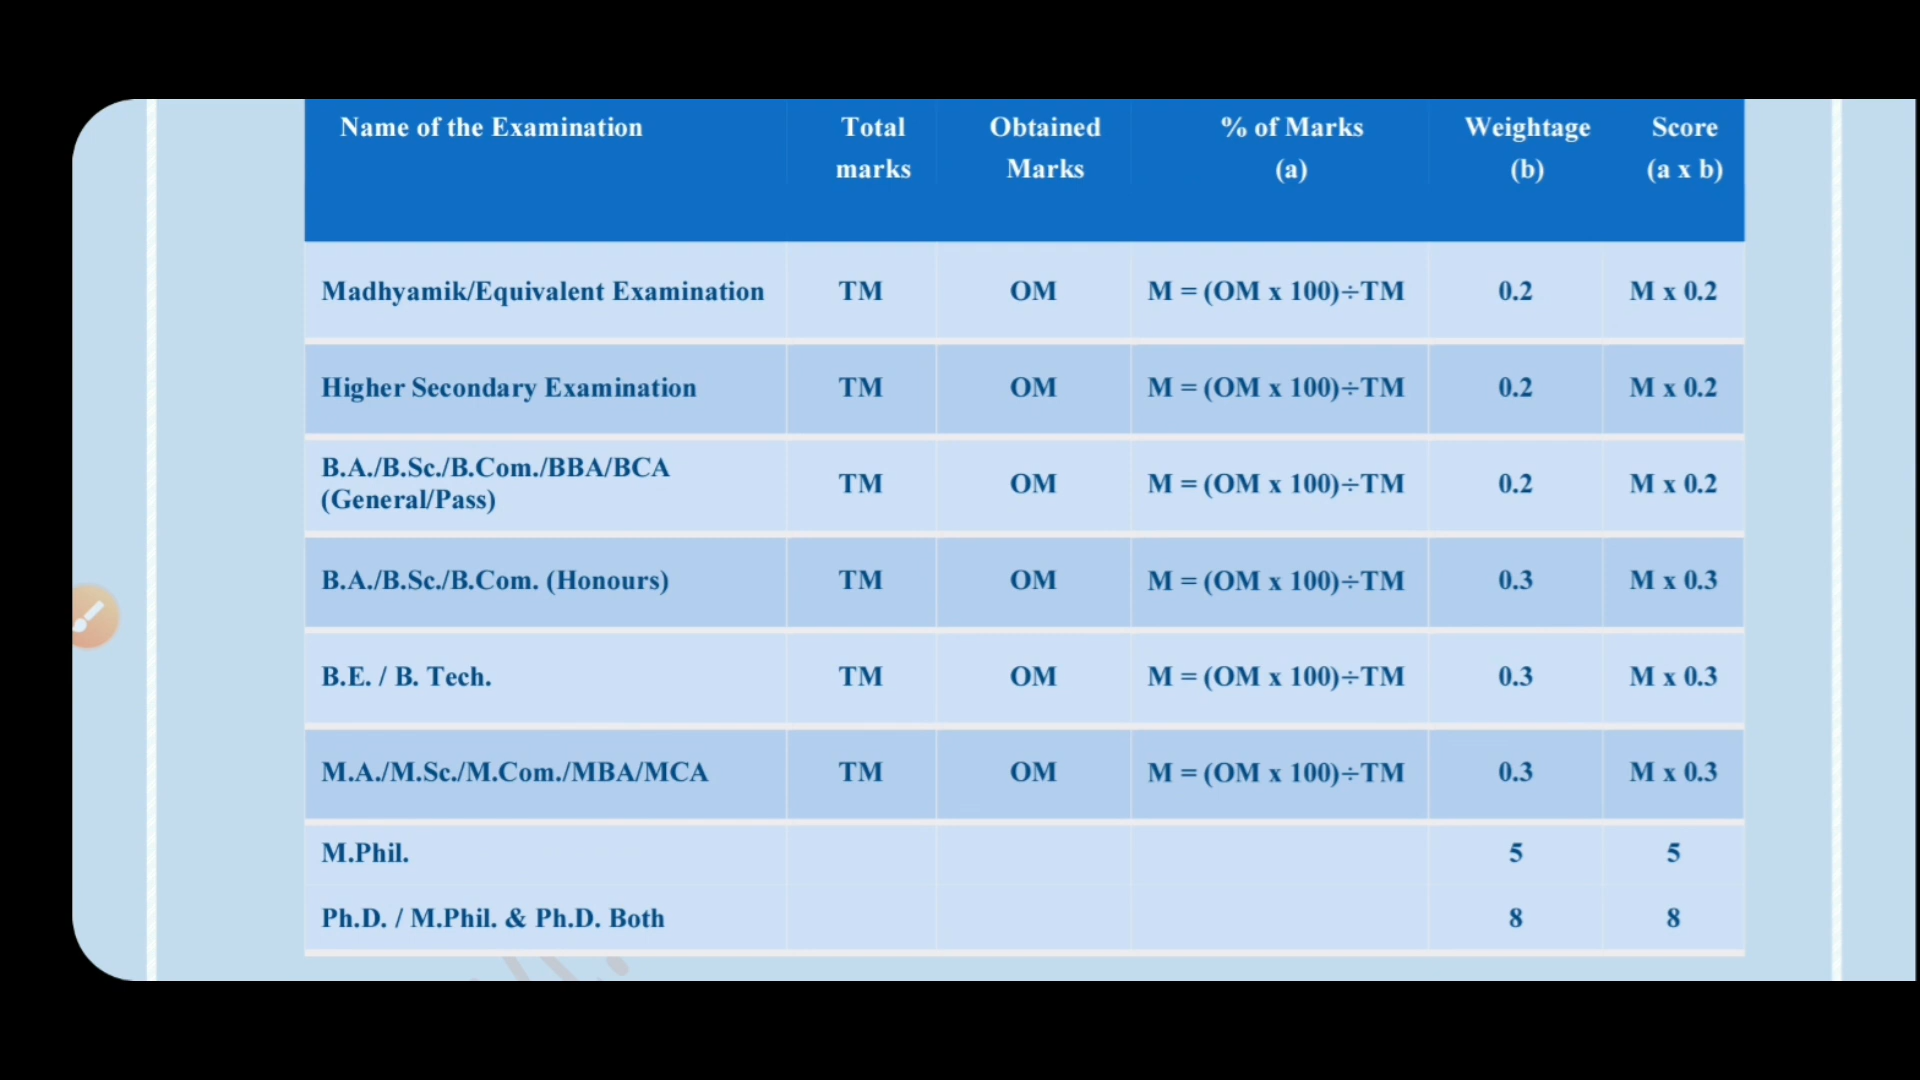 Name of the Examination Total marks Obtained Marks % of Marks (a) Weightage (b) Score (a x b)
Madhyamik/Equivalent Examination TM OM M = (OM x 100)÷TM 0.2 M x 0.2
Higher Secondary Examination TM OM M = (OM x 100)÷TM 0.2 M x 0.2
B.A./B.Sc./B.Com./BBA/BCA (General/Pass) TM OM M = (OM x 100)÷TM 0.2 M x 0.2
B.A./B.Sc./B.Com. (Honours) TM OM M = (OM x 100)÷TM 0.3 M x 0.3
B.E. / B. Tech. TM OM M = (OM x 100)÷TM 0.3 M x 0.3
M.A./M.Sc./M.Com./MBA/MCA TM OM M = (OM x 100)÷TM 0.3 M x 0.3
M.Phil. 5 5
Ph.D. / M.Phil. & Ph.D. Both 8 8